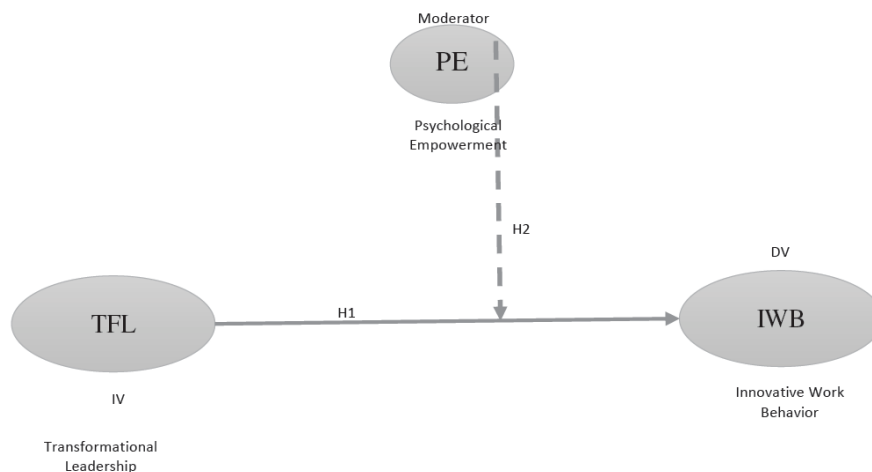 Moderator
PE
Psychological
Empowerment
H2
DV
H1
TFL
IWB
IV
Innovative Work
Behavior
Transformational
Leadership